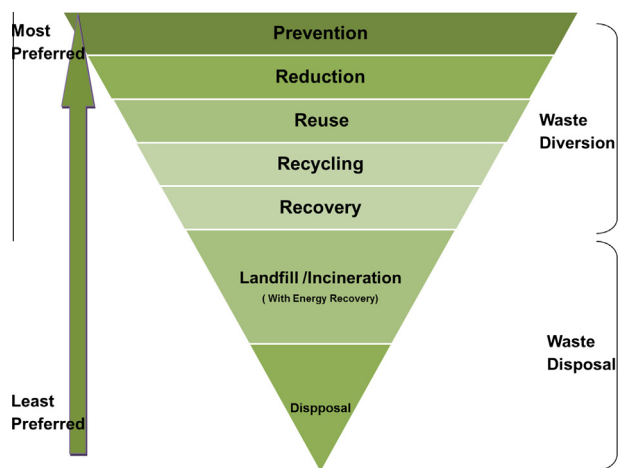 Most
Preferred
Prevention
Reduction
Reuse
Recycling
Recovery
Landfill /Incineration
( With Energy Recovery)
Dispposal
Waste
Diversion
Waste
Disposal
Least
Preferred